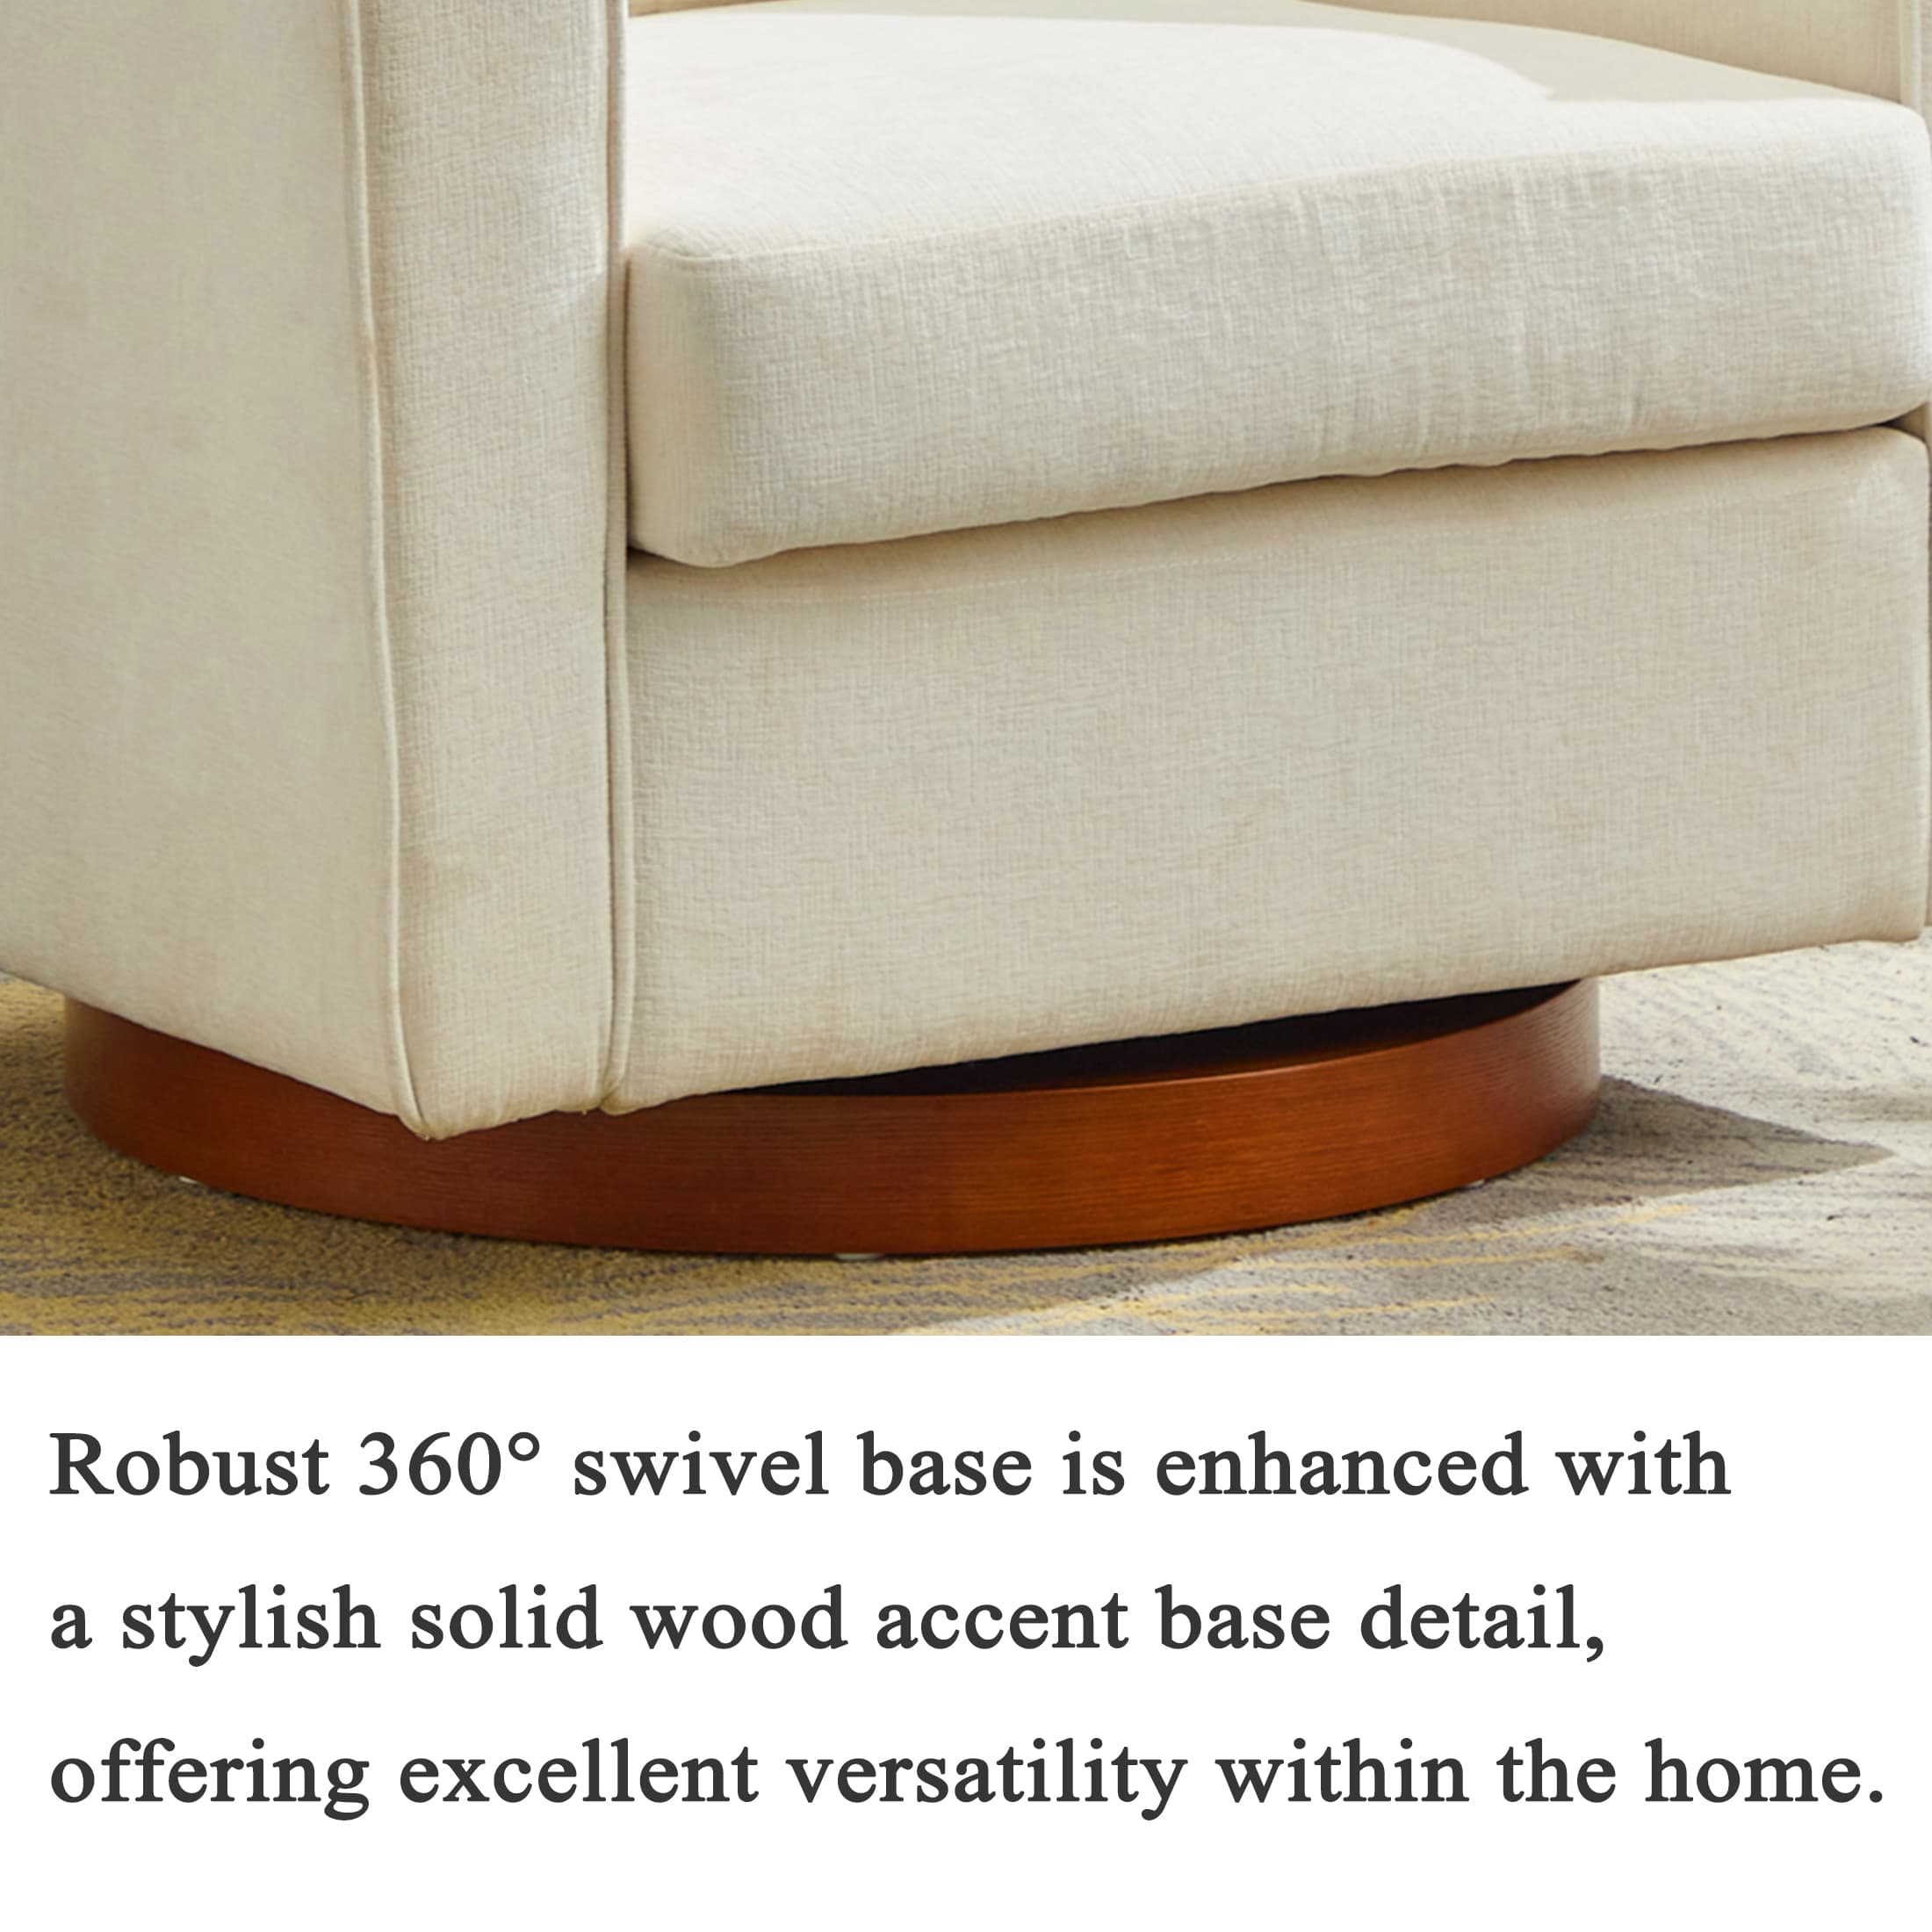 Robust 360° swivel base is enhanced with
a stylish solid wood accent base detail,
offering excellent versatility within the home.